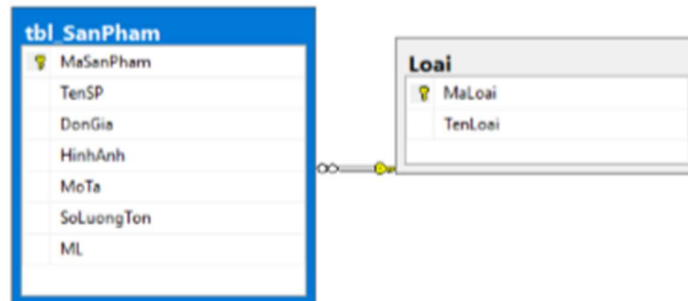 tbl_SanPham
MaSanPham
TenSP
DonGia
HinhAnh
MoTa
SoLuongTon
ML
Loai
MaLoai
TenLoai